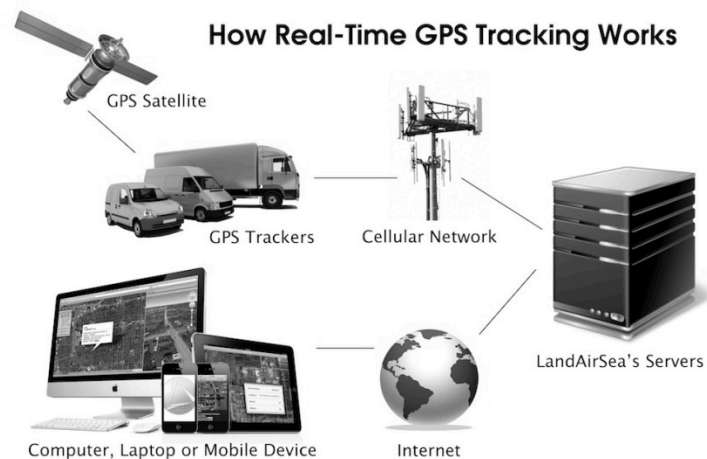 How Real-Time GPS Tracking Works
GPS Satellite
GPS Trackers
Cellular Network
LandAirSea's Servers
Computer, Laptop or Mobile Device
Internet